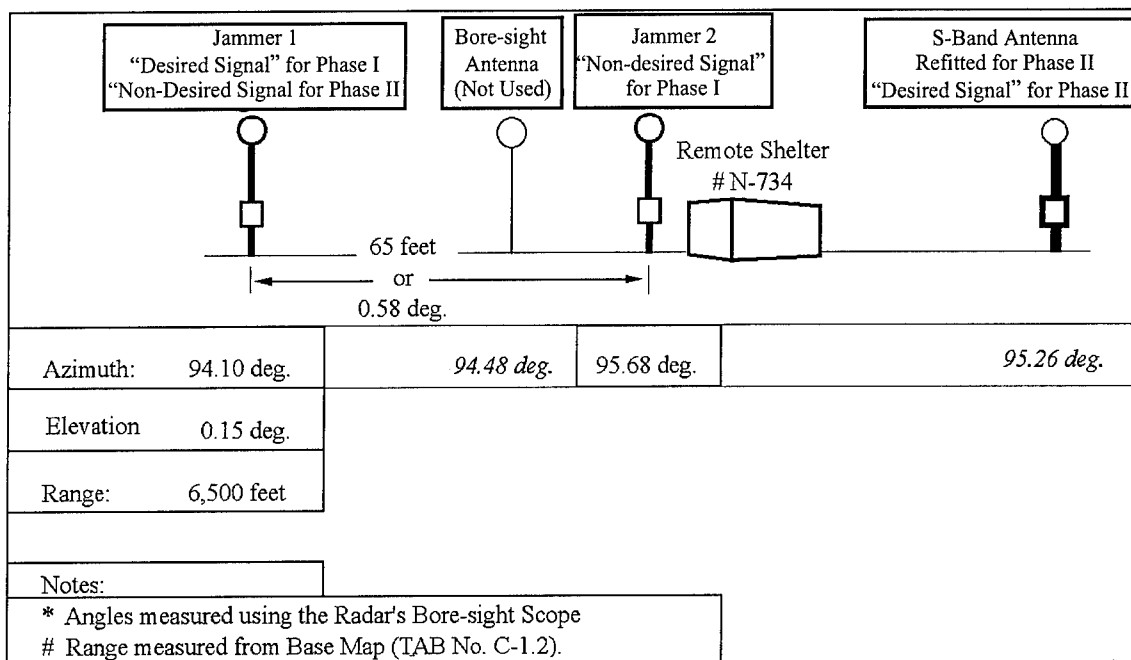 Jammer 1
“Desired Signal” for Phase I
“Non-Desired Signal for Phase II
Bore-sight
Antenna
(Not Used)
Jammer 2
“Non-desired Signal”
for Phase I
S-Band Antenna
Refitted for Phase II
“Desired Signal” for Phase II
Remote Shelter
# N-734
65 feet
or
0.58 deg.
Azimuth: 94.10 deg. 94.48 deg. 95.68 deg. 95.26 deg.
Elevation 0.15 deg.
Range: 6,500 feet
Notes:
* Angles measured using the Radar's Bore-sight Scope
# Range measured from Base Map (TAB No. C-1.2).